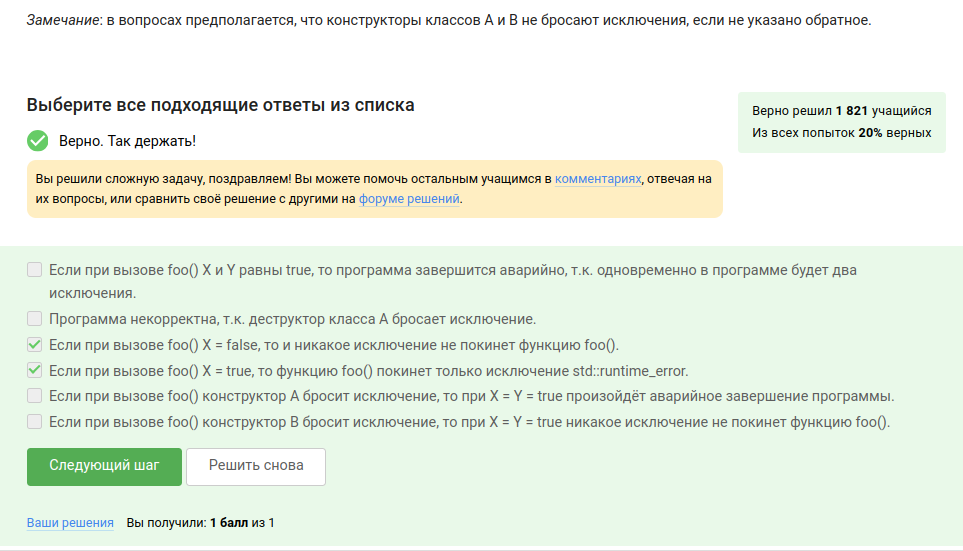 Замечание: в вопросах предполагается, что конструкторы классов A и B не бросают исключения, если не указано обратное.
Выберите все подходящие ответы из списка
Верно решил 1 821 учащийся
Из всех попыток 20% верных
Верно. Так держать!
Вы решили сложную задачу, поздравляем! Вы можете помочь остальным учащимся в комментариях, отвечая на
их вопросы, или сравнить своё решение с другими на форуме решений.
Если при вызове foo() X и Y равны true, то программа завершится аварийно, т.к. одновременно в программе будет два
исключения.
Программа некорректна, т.к. деструктор класса A бросает исключение.
Если при вызове foo() X = false, то и никакое исключение не покинет функцию foo().
Если при вызове foo() X = true, то функцию foo() покинет только исключение std::runtime_error.
Если при вызове foo() конструктор A бросит исключение, то при X = Y = true произойдёт аварийное завершение программы.
Если при вызове foo() конструктор B бросит исключение, то при X = Y = true никакое исключение не покинет функцию foo().
Следующий шаг
Решить снова
Ваши решения Вы получили: 1 балл из 1